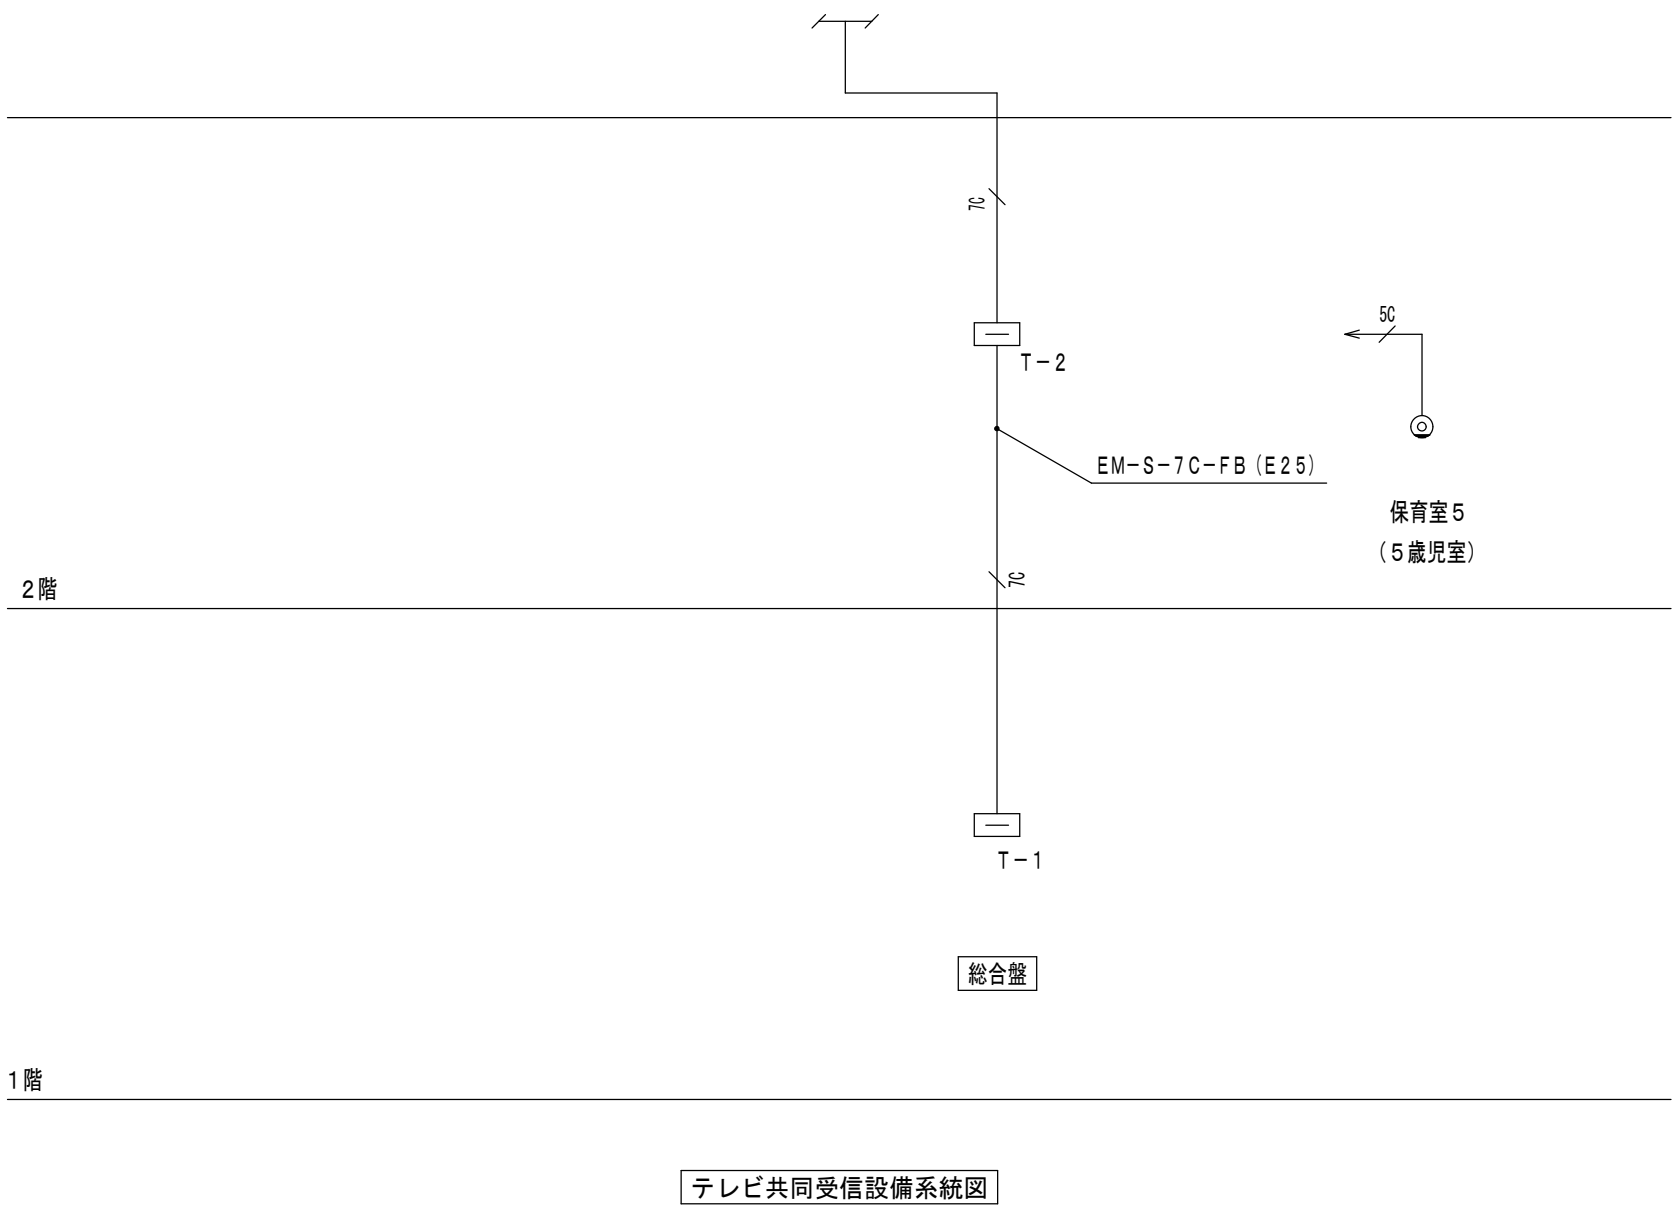 7C
5C
T－2
EM－S－7C－FB(E25)
保育室5
(5歳児室)
7C
2階
T－1
総合盤
1階
テレビ共同受信設備系統図